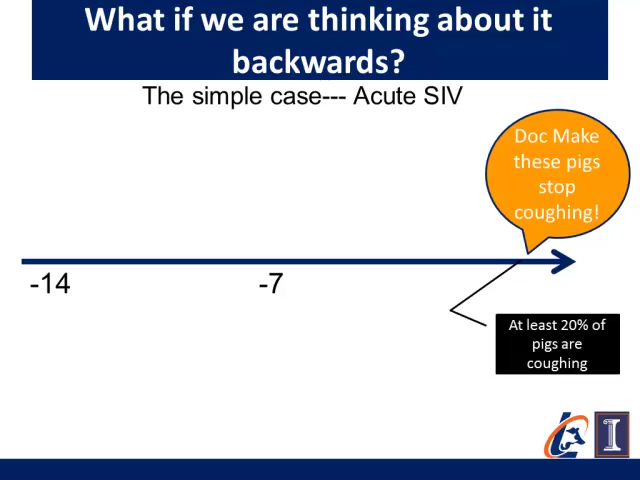 What if we are thinking about it
backwards?
The simple case--- Acute SIV
Doc Make
these pigs
stop
coughing!
-14
-7
At least 20% of
pigs are
coughing
I